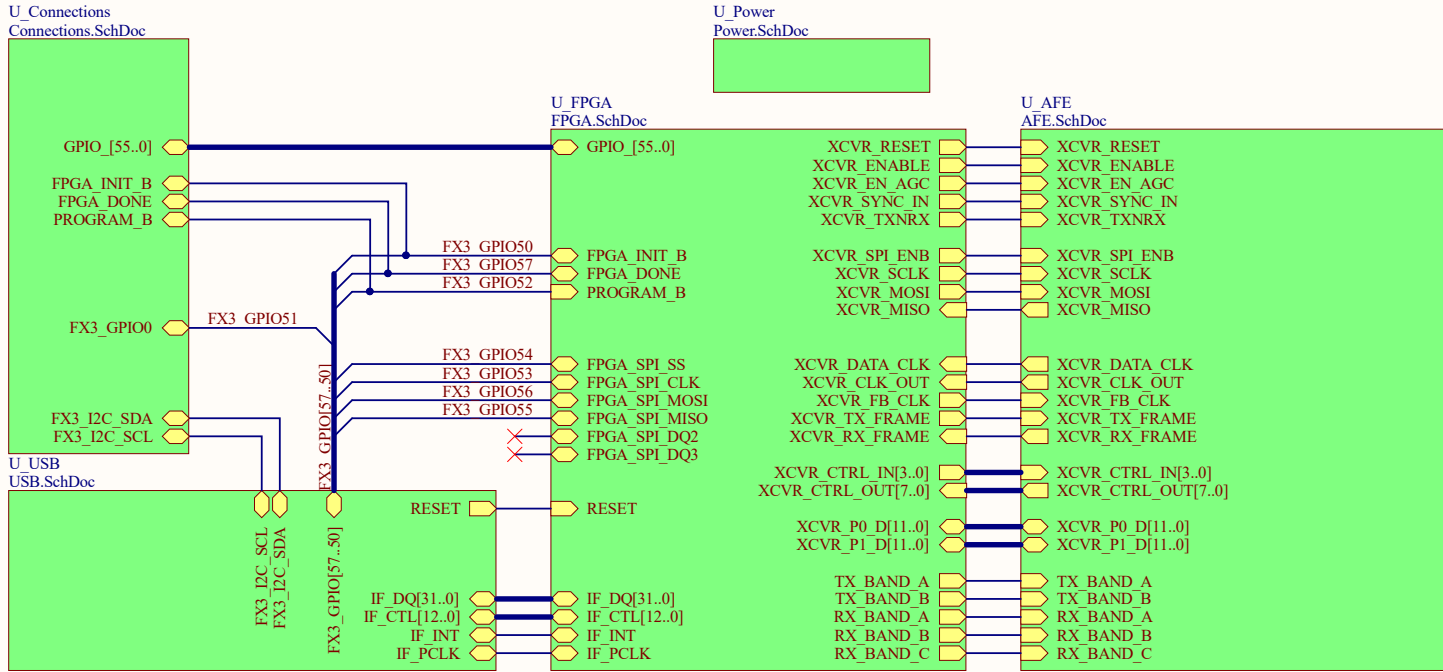 U_Connections
Connections.SchDoc
GPIO_[55..0]
FPGA_INIT_B
FPGA_DONE
PROGRAM_B
FX3_GPIO0
FX3_I2C_SDA
FX3_I2C_SCL
FX3_GPIO51
FX3_GPIO50
FX3_GPIO57
FX3_GPIO52
FX3_GPIO54
FX3_GPIO53
FX3_GPIO56
FX3_GPIO55
FX3_GPIO[57..50]
U_USB
USB.SchDoc
FX3_I2C_SCL
FX3_I2C_SDA
FX3_GPIO[57..50]
RESET
IF_DQ[31..0]
IF_CTL[12..0]
IF_INT
IF_PCLK
U_Power
Power.SchDoc
U_FPGA
FPGA.SchDoc
GPIO_[55..0]
FPGA_INIT_B
FPGA_DONE
PROGRAM_B
FPGA_SPI_SS
FPGA_SPI_CLK
FPGA_SPI_MOSI
FPGA_SPI_MISO
FPGA_SPI_DQ2
FPGA_SPI_DQ3
RESET
IF_DQ[31..0]
IF_CTL[12..0]
IF_INT
IF_PCLK
XCVR_RESET
XCVR_ENABLE
XCVR_EN_AGC
XCVR_SYNC_IN
XCVR_TXNRX
XCVR_SPI_ENB
XCVR_SCLK
XCVR_MOSI
XCVR_MISO
XCVR_DATA_CLK
XCVR_CLK_OUT
XCVR_FB_CLK
XCVR_TX_FRAME
XCVR_RX_FRAME
XCVR_CTRL_IN[3..0]
XCVR_CTRL_OUT[7..0]
XCVR_P0_D[11..0]
XCVR_P1_D[11..0]
TX_BAND_A
TX_BAND_B
RX_BAND_A
RX_BAND_B
RX_BAND_C
U_AFE
AFE.SchDoc
XCVR_RESET
XCVR_ENABLE
XCVR_EN_AGC
XCVR_SYNC_IN
XCVR_TXNRX
XCVR_SPI_ENB
XCVR_SCLK
XCVR_MOSI
XCVR_MISO
XCVR_DATA_CLK
XCVR_CLK_OUT
XCVR_FB_CLK
XCVR_TX_FRAME
XCVR_RX_FRAME
XCVR_CTRL_IN[3..0]
XCVR_CTRL_OUT[7..0]
XCVR_P0_D[11..0]
XCVR_P1_D[11..0]
TX_BAND_A
TX_BAND_B
RX_BAND_A
RX_BAND_B
RX_BAND_C